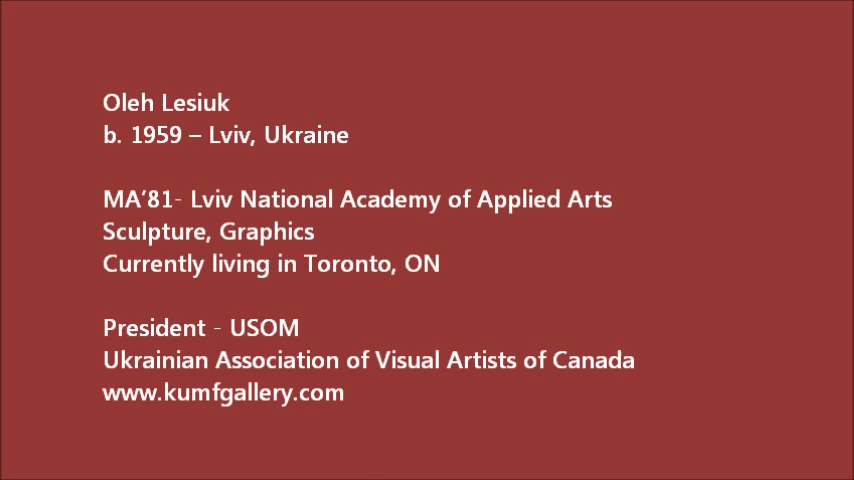 Oleh Lesiuk
b. 1959 – Lviv, Ukraine
MA’81- Lviv National Academy of Applied Arts
Sculpture, Graphics
Currently living in Toronto, ON
President - USOM
Ukrainian Association of Visual Artists of Canada
www.kumfgallery.com